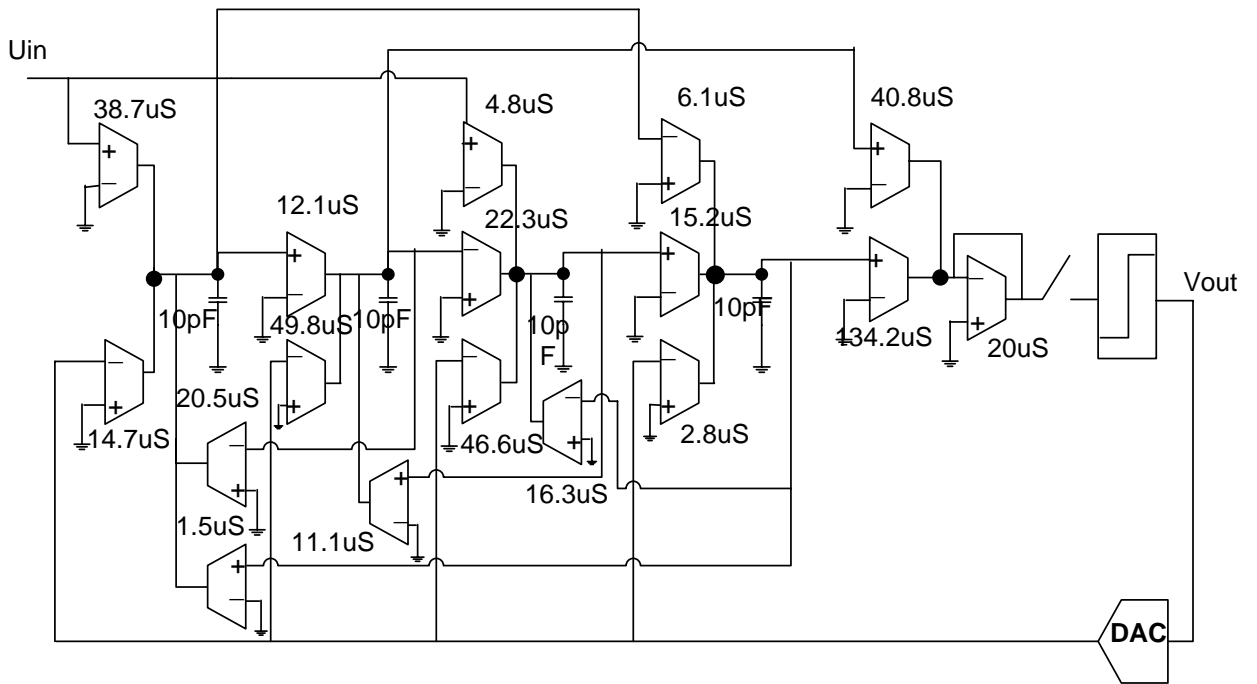 Uin
38.7uS
4.8uS
6.1uS
40.8uS
12.1uS
22.3uS
15.2uS
Vout
10pF
49.8uS
10pF
10p
F
10pF
134.2uS
20uS
20.5uS
14.7uS
46.6uS
2.8uS
16.3uS
1.5uS
11.1uS
DAC